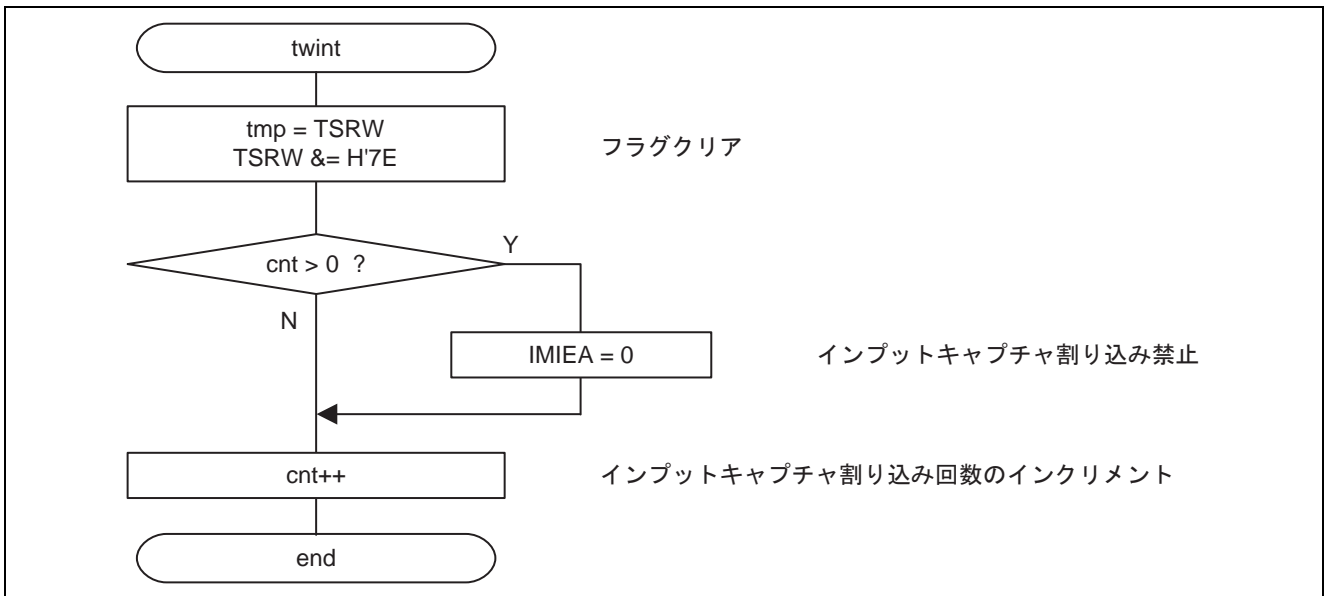 twint
tmp = TSRW
TSRW &= H'7E
フラグクリア
cnt > 0 ?
Y
N
IMIEA = 0
インプットキャプチャ割り込み禁止
cnt++
インプットキャプチャ割り込み回数のインクリメント
end